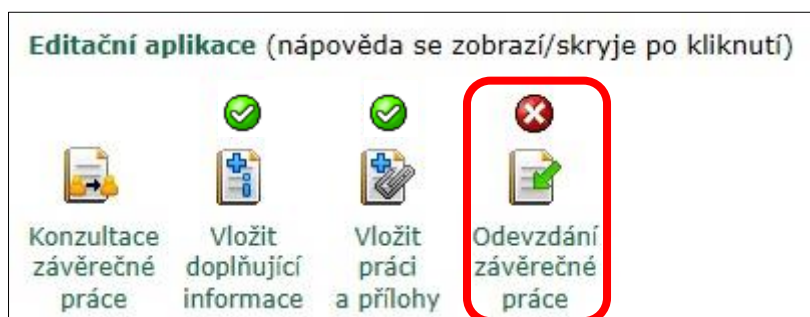 Editační aplikace (nápověda se zobrazí/skryje po kliknutí)
Konzultace závěrečné práce
Vložit doplňující informace
Vložit práci a přílohy
Odevzdání závěrečné práce